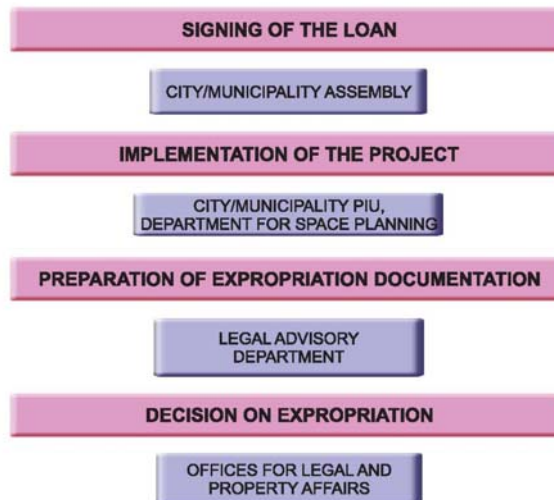 SIGNING OF THE LOAN
CITY/MUNICIPALITY ASSEMBLY
IMPLEMENTATION OF THE PROJECT
CITY/MUNICIPALITY PIU,
DEPARTMENT FOR SPACE PLANNING
PREPARATION OF EXPROPRIATION DOCUMENTATION
LEGAL ADVISORY
DEPARTMENT
DECISION ON EXPROPRIATION
OFFICES FOR LEGAL AND
PROPERTY AFFAIRS